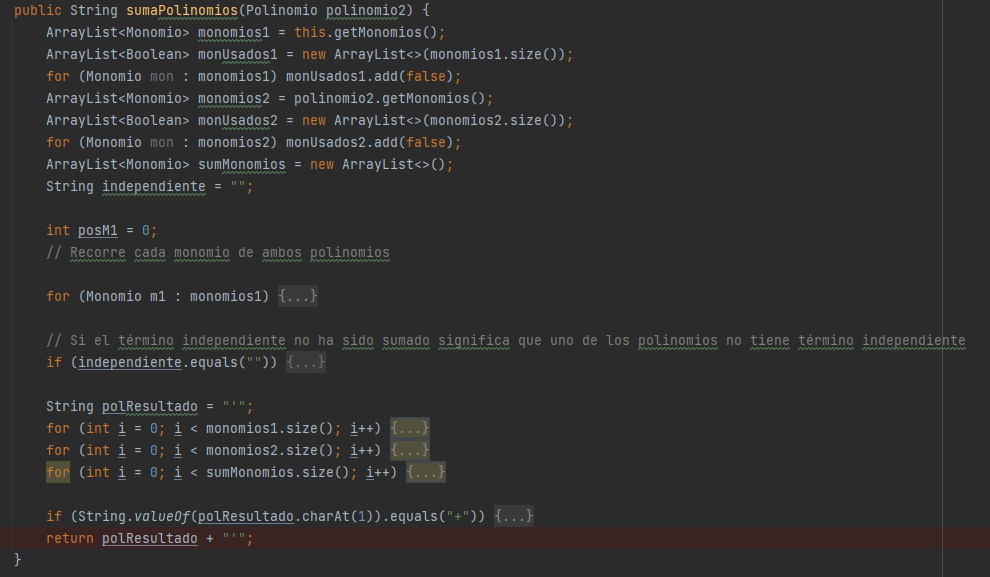 public String sumaPolinomios(Polinomio polinomio2) {
    ArrayList<Monomio> monomios1 = this.getMonomios();
    ArrayList<Boolean> monUsados1 = new ArrayList<>(monomios1.size());
    for (Monomio mon : monomios1) monUsados1.add(false);
    ArrayList<Monomio> monomios2 = polinomio2.getMonomios();
    ArrayList<Boolean> monUsados2 = new ArrayList<>(monomios2.size());
    for (Monomio mon : monomios2) monUsados2.add(false);
    ArrayList<Monomio> sumMonomios = new ArrayList<>();
    String independiente = "";

    int posM1 = 0;
    // Recorre cada monomio de ambos polinomios

    for (Monomio m1 : monomios1) {...}

    // Si el término independiente no ha sido sumado significa que uno de los polinomios no tiene término independiente
    if (independiente.equals("")) {...}

    String polResultado = "'";
    for (int i = 0; i < monomios1.size(); i++) {...}
    for (int i = 0; i < monomios2.size(); i++) {...}
    for (int i = 0; i < sumMonomios.size(); i++) {...}

    if (String.valueOf(polResultado.charAt(1)).equals("+")) {...}
    return polResultado + "'";
}